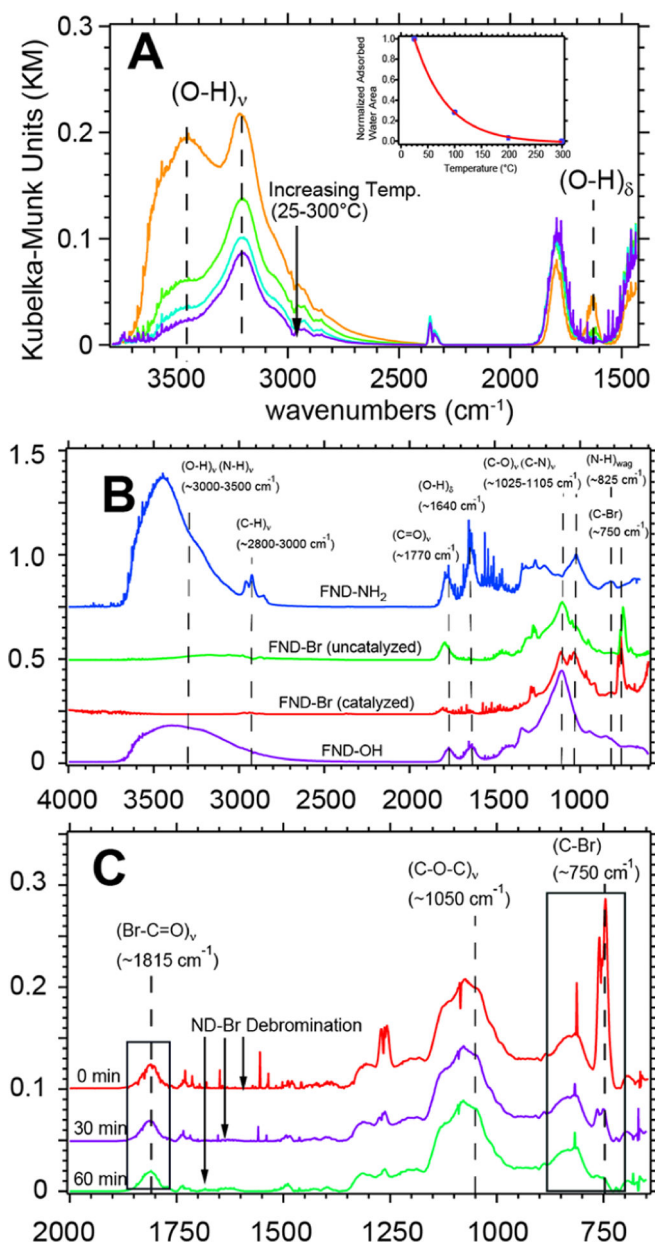 A
Kubelka-Munk Units (KM)
0.3
0.2
0.1
0
(O-H)ν
Increasing Temp.
(25-300°C)
(O-H)δ
Normalized Adsorbed
Water Area
1.0
0.8
0.6
0.4
0.2
0
0 50 100 150 200 250 300
Temperature (°C)
3500 3000 2500 2000 1500
wavenumbers (cm-1)
B
1.5
1.0
0.5
0
(O-H)ν (N-H)ν
(~3000-3500 cm-1)
(C-H)ν
(~2800-3000 cm-1)
(O-H)δ
(~1640 cm-1)
(C=O)ν
(~1770 cm-1)
(C-O)ν (C-N)ν
(~1025-1105 cm-1)
(N-H)wag
(~825 cm-1)
(C-Br)
(~750 cm-1)
FND-NH2
FND-Br (uncatalyzed)
FND-Br (catalyzed)
FND-OH
4000 3500 3000 2500 2000 1500 1000
C
0.3
0.2
0.1
0
(Br-C=O)ν
(~1815 cm-1)
ND-Br Debromination
(C-O-C)ν
(~1050 cm-1)
(C-Br)
(~750 cm-1)
0 min
30 min
60 min
2000 1750 1500 1250 1000 750